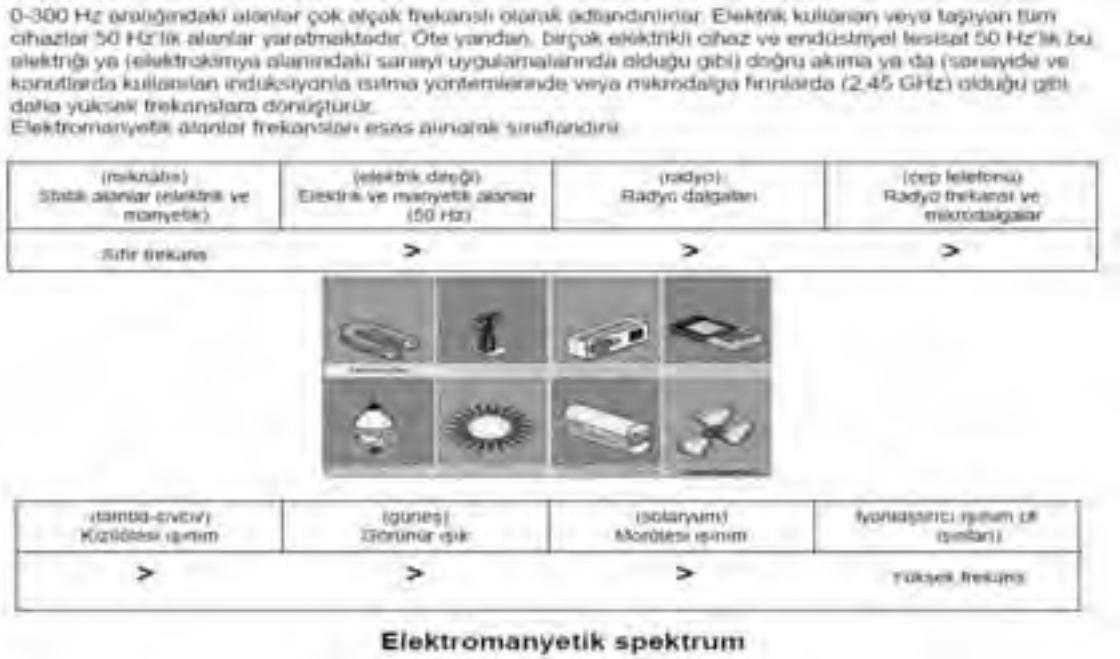 0-300 Hz aralığındaki alanlar çok alçak frekanslı olarak adlandırılırlar. Elektrik kullanan veya taşıyan tüm
cihazlar 50 Hz'lik alanlar yaratmaktadır. Öte yandan, birçok elektrikli cihaz ve endüstriyel tesisat 50 Hz'lik bu
elektriği ya (elektrokimya alanındaki sanayi uygulamalarında olduğu gibi) doğru akıma ya da (sanayide ve
konutlarda kullanılan indüksiyonla ısıtma yöntemlerinde veya mikrodalga fırınlarda (2,45 GHz) olduğu gibi
daha yüksek frekanslara dönüştürür.
Elektromanyetik alanlar frekansları esas alınarak sınıflandırılır.
(mıknatıs)
Statik alanlar (elektrik ve
manyetik)
(elektrik direği)
Elektrik ve manyetik alanlar
(50 Hz)
(radyo)
Radyo dalgaları
(cep telefonu)
Radyo frekansı ve
mikrodalgalar
Sıfır frekans
>
>
>
(lamba-civciv)
Kızılötesi ışınım
(güneş)
Görünür ışık
(solaryum)
Morötesi ışınım
İyonlaştırıcı ışınım
ışınları)
>
>
>
Yüksek frekans
Elektromanyetik spektrum